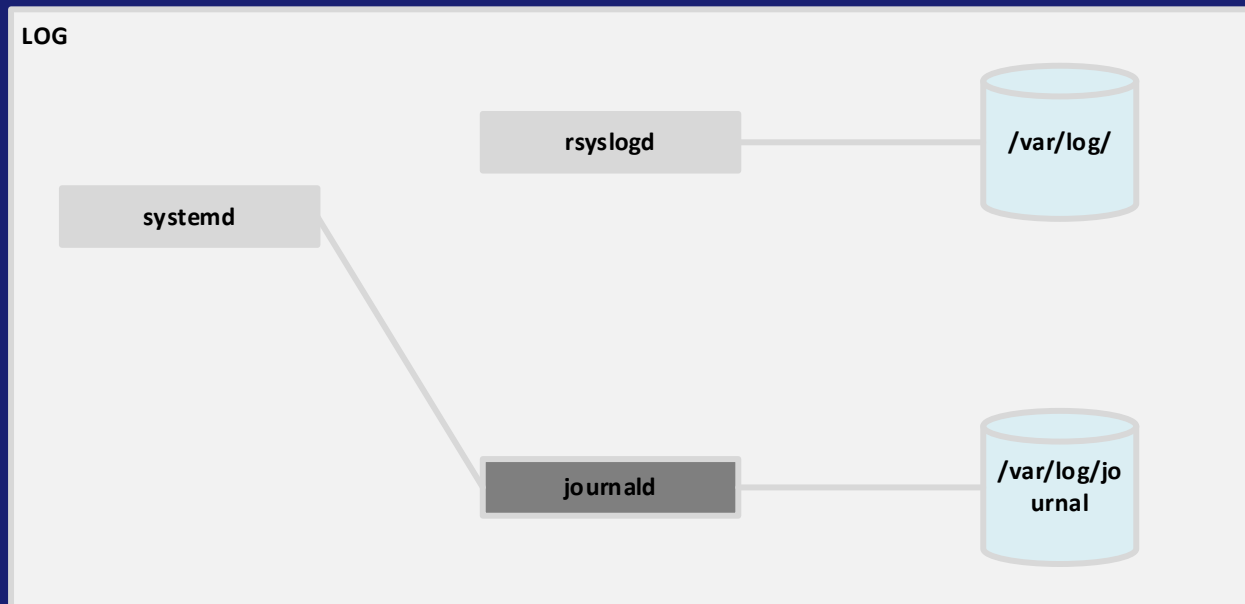 LOG
rsyslogd
/var/log/
systemd
journald
/var/log/jo
urnal